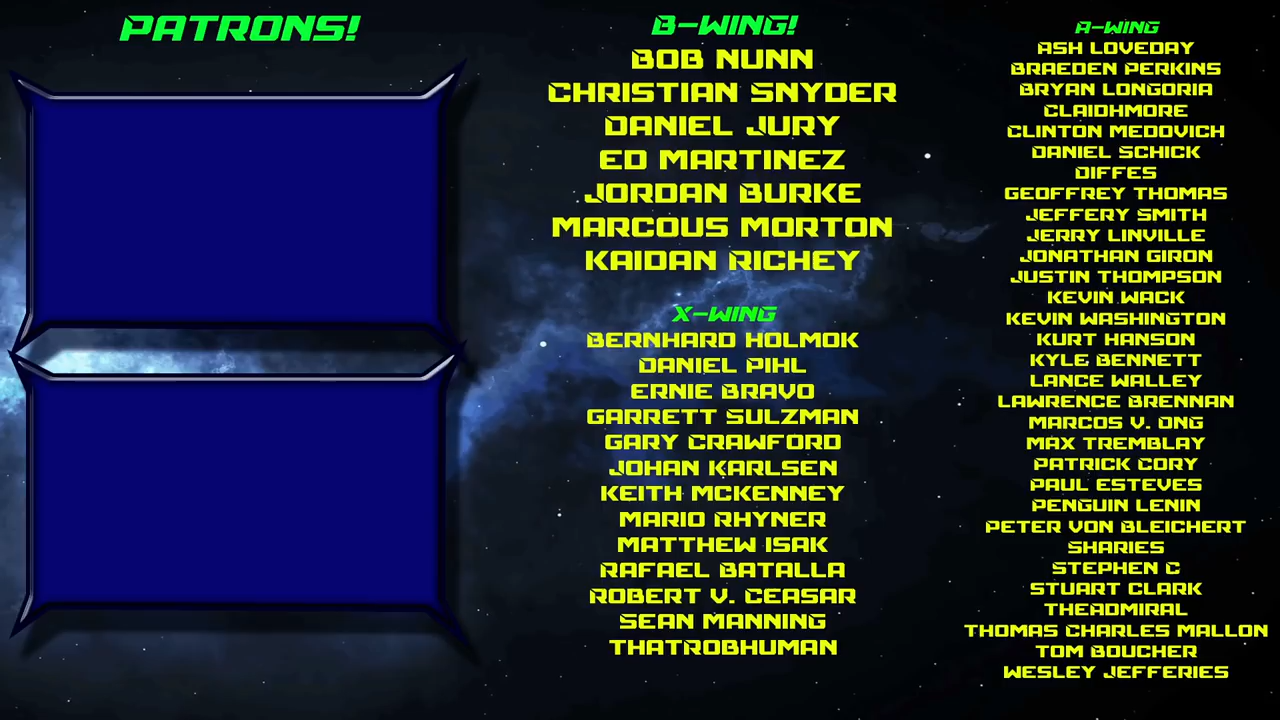 PATRONS!
B-WING!
BOB NUNN
CHRISTIAN SNYDER
DANIEL JURY
ED MARTINEZ
JORDAN BURKE
MARCOUS MORTON
KAIDAN RICHEY
X-WING
BERNHARD HOLMOK
DANIEL PIHL
ERNIE BRAVO
GARRETT SULZMAN
GARY CRAWFORD
JOHAN KARLSEN
KEITH MCKENNEY
MARIO RHYNER
MATTHEW ISAK
RAFAEL BATALLA
ROBERT V. CEASAR
SEAN MANNING
THATROBHUMAN
A-WING
ASH LOVEDAY
BRAEDEN PERKINS
BRYAN LONGORIA
CLAIDHMORE
CLINTON MEDOVICH
DANIEL SCHICK
DIFFES
GEOFFREY THOMAS
JEFFERY SMITH
JERRY LINVILLE
JONATHAN GIRON
JUSTIN THOMPSON
KEVIN WACK
KEVIN WASHINGTON
KURT HANSON
KYLE BENNETT
LANCE WALLEY
LAWRENCE BRENNAN
MARCOS V. ONG
MAX TREMBLAY
PATRICK CORY
PAUL ESTEVES
PENGUIN LENIN
PETER VON BLEICHERT
SHARIES
STEPHEN C
STUART CLARK
THEADMIRAL
THOMAS CHARLES MALLON
TOM BOUCHER
WESLEY JEFFERIES